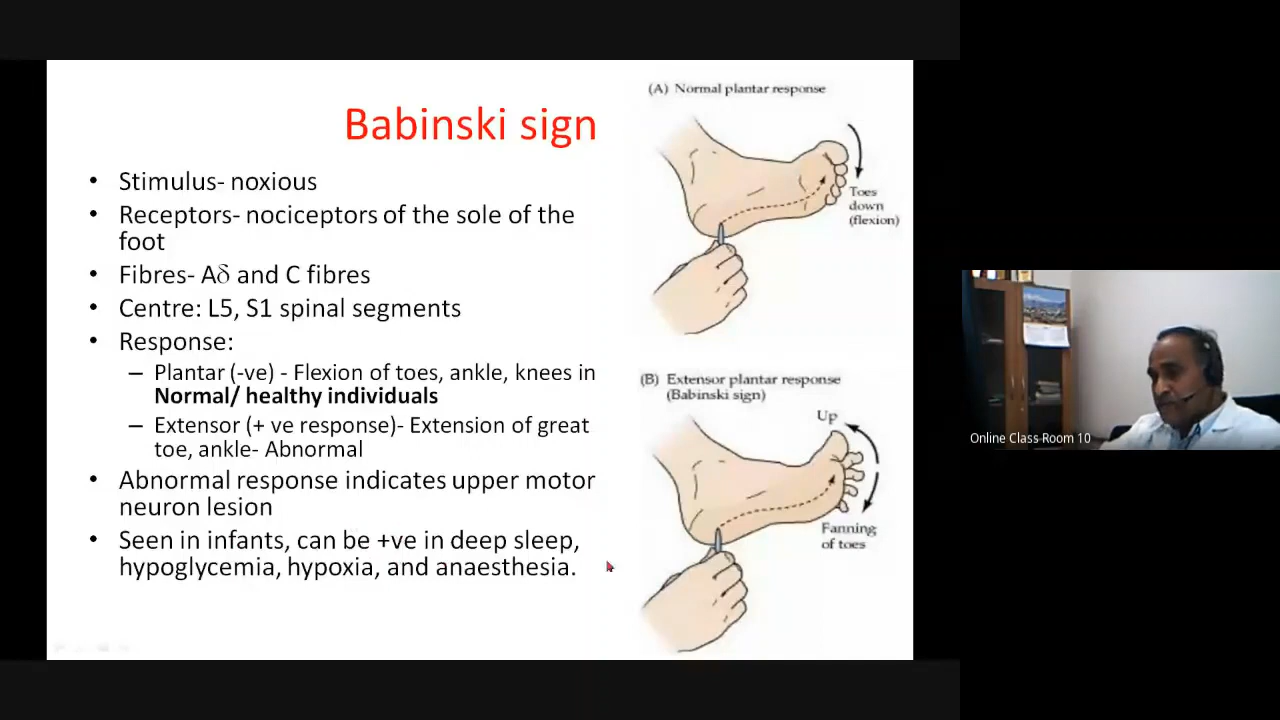 Babinski sign
• Stimulus- noxious
• Receptors- nociceptors of the sole of the
foot
• Fibres- Aδ and C fibres
• Centre: L5, S1 spinal segments
• Response:
– Plantar (-ve) - Flexion of toes, ankle, knees in
Normal/ healthy individuals
– Extensor (+ ve response)- Extension of great
toe, ankle- Abnormal
• Abnormal response indicates upper motor
neuron lesion
• Seen in infants, can be +ve in deep sleep,
hypoglycemia, hypoxia, and anaesthesia.
(A) Normal plantar response
Toes
down
(flexion)
(B) Extensor plantar response
(Babinski sign)
Up
Fanning
of toes
Online Class Room 10